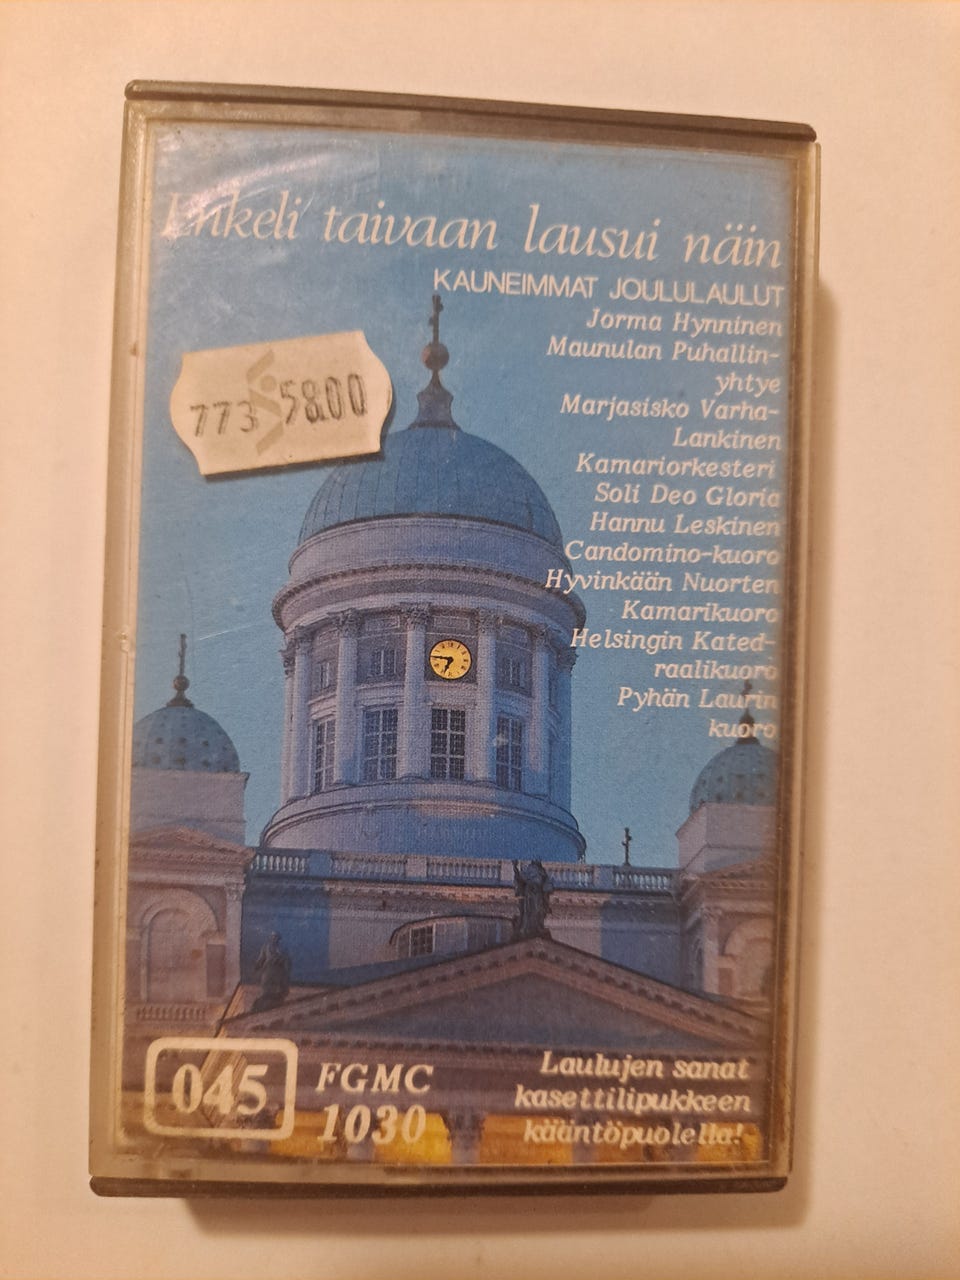 Enkeli taivaan lausui näin
KAUNEIMMAT JOULULAULUT
Jorma Hynninen
Maunulan Puhallin-
yhtye
Marjasisko Varha-
Lankinen
Kamariorkesteri
Soli Deo Gloria
Hannu Leskinen
Candomino-kuoro
Hyvinkään Nuorten
Kamarikuoro
Helsingin Kated-
raalikuoro
Pyhän Laurin
kuoro
773 58.00
045
FGMC
1030
Laulujen sanat
kasettilipukkeen
kääntöpuolella!